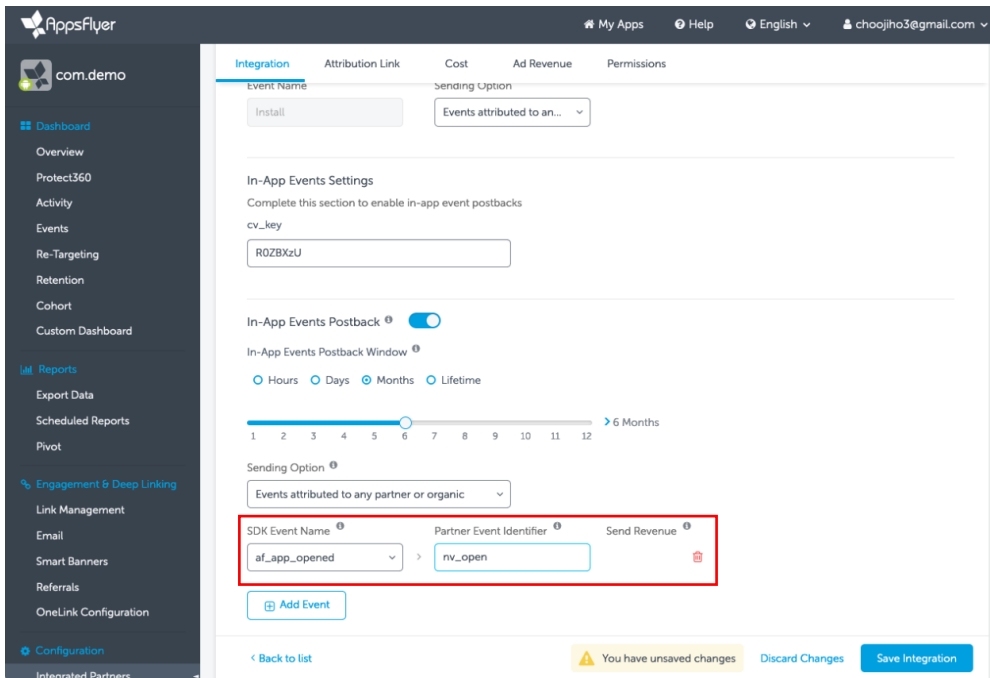 AppsFlyer
My Apps
Help
English
choojiho3@gmail.com
com.demo
Dashboard
Overview
Protect360
Activity
Events
Re-Targeting
Retention
Cohort
Custom Dashboard
Reports
Export Data
Scheduled Reports
Pivot
Engagement & Deep Linking
Link Management
Email
Smart Banners
Referrals
OneLink Configuration
Configuration
Integrated Partners
Integration
Attribution Link
Cost
Ad Revenue
Permissions
Event Name
Sending Option
Install
Events attributed to an...
In-App Events Settings
Complete this section to enable in-app event postbacks
cv_key
R0ZBXzU
In-App Events Postback
In-App Events Postback Window
Hours
Days
Months
Lifetime
1 2 3 4 5 6 7 8 9 10 11 12
6 Months
Sending Option
Events attributed to any partner or organic
SDK Event Name
Partner Event Identifier
Send Revenue
af_app_opened
nv_open
Add Event
< Back to list
You have unsaved changes
Discard Changes
Save Integration